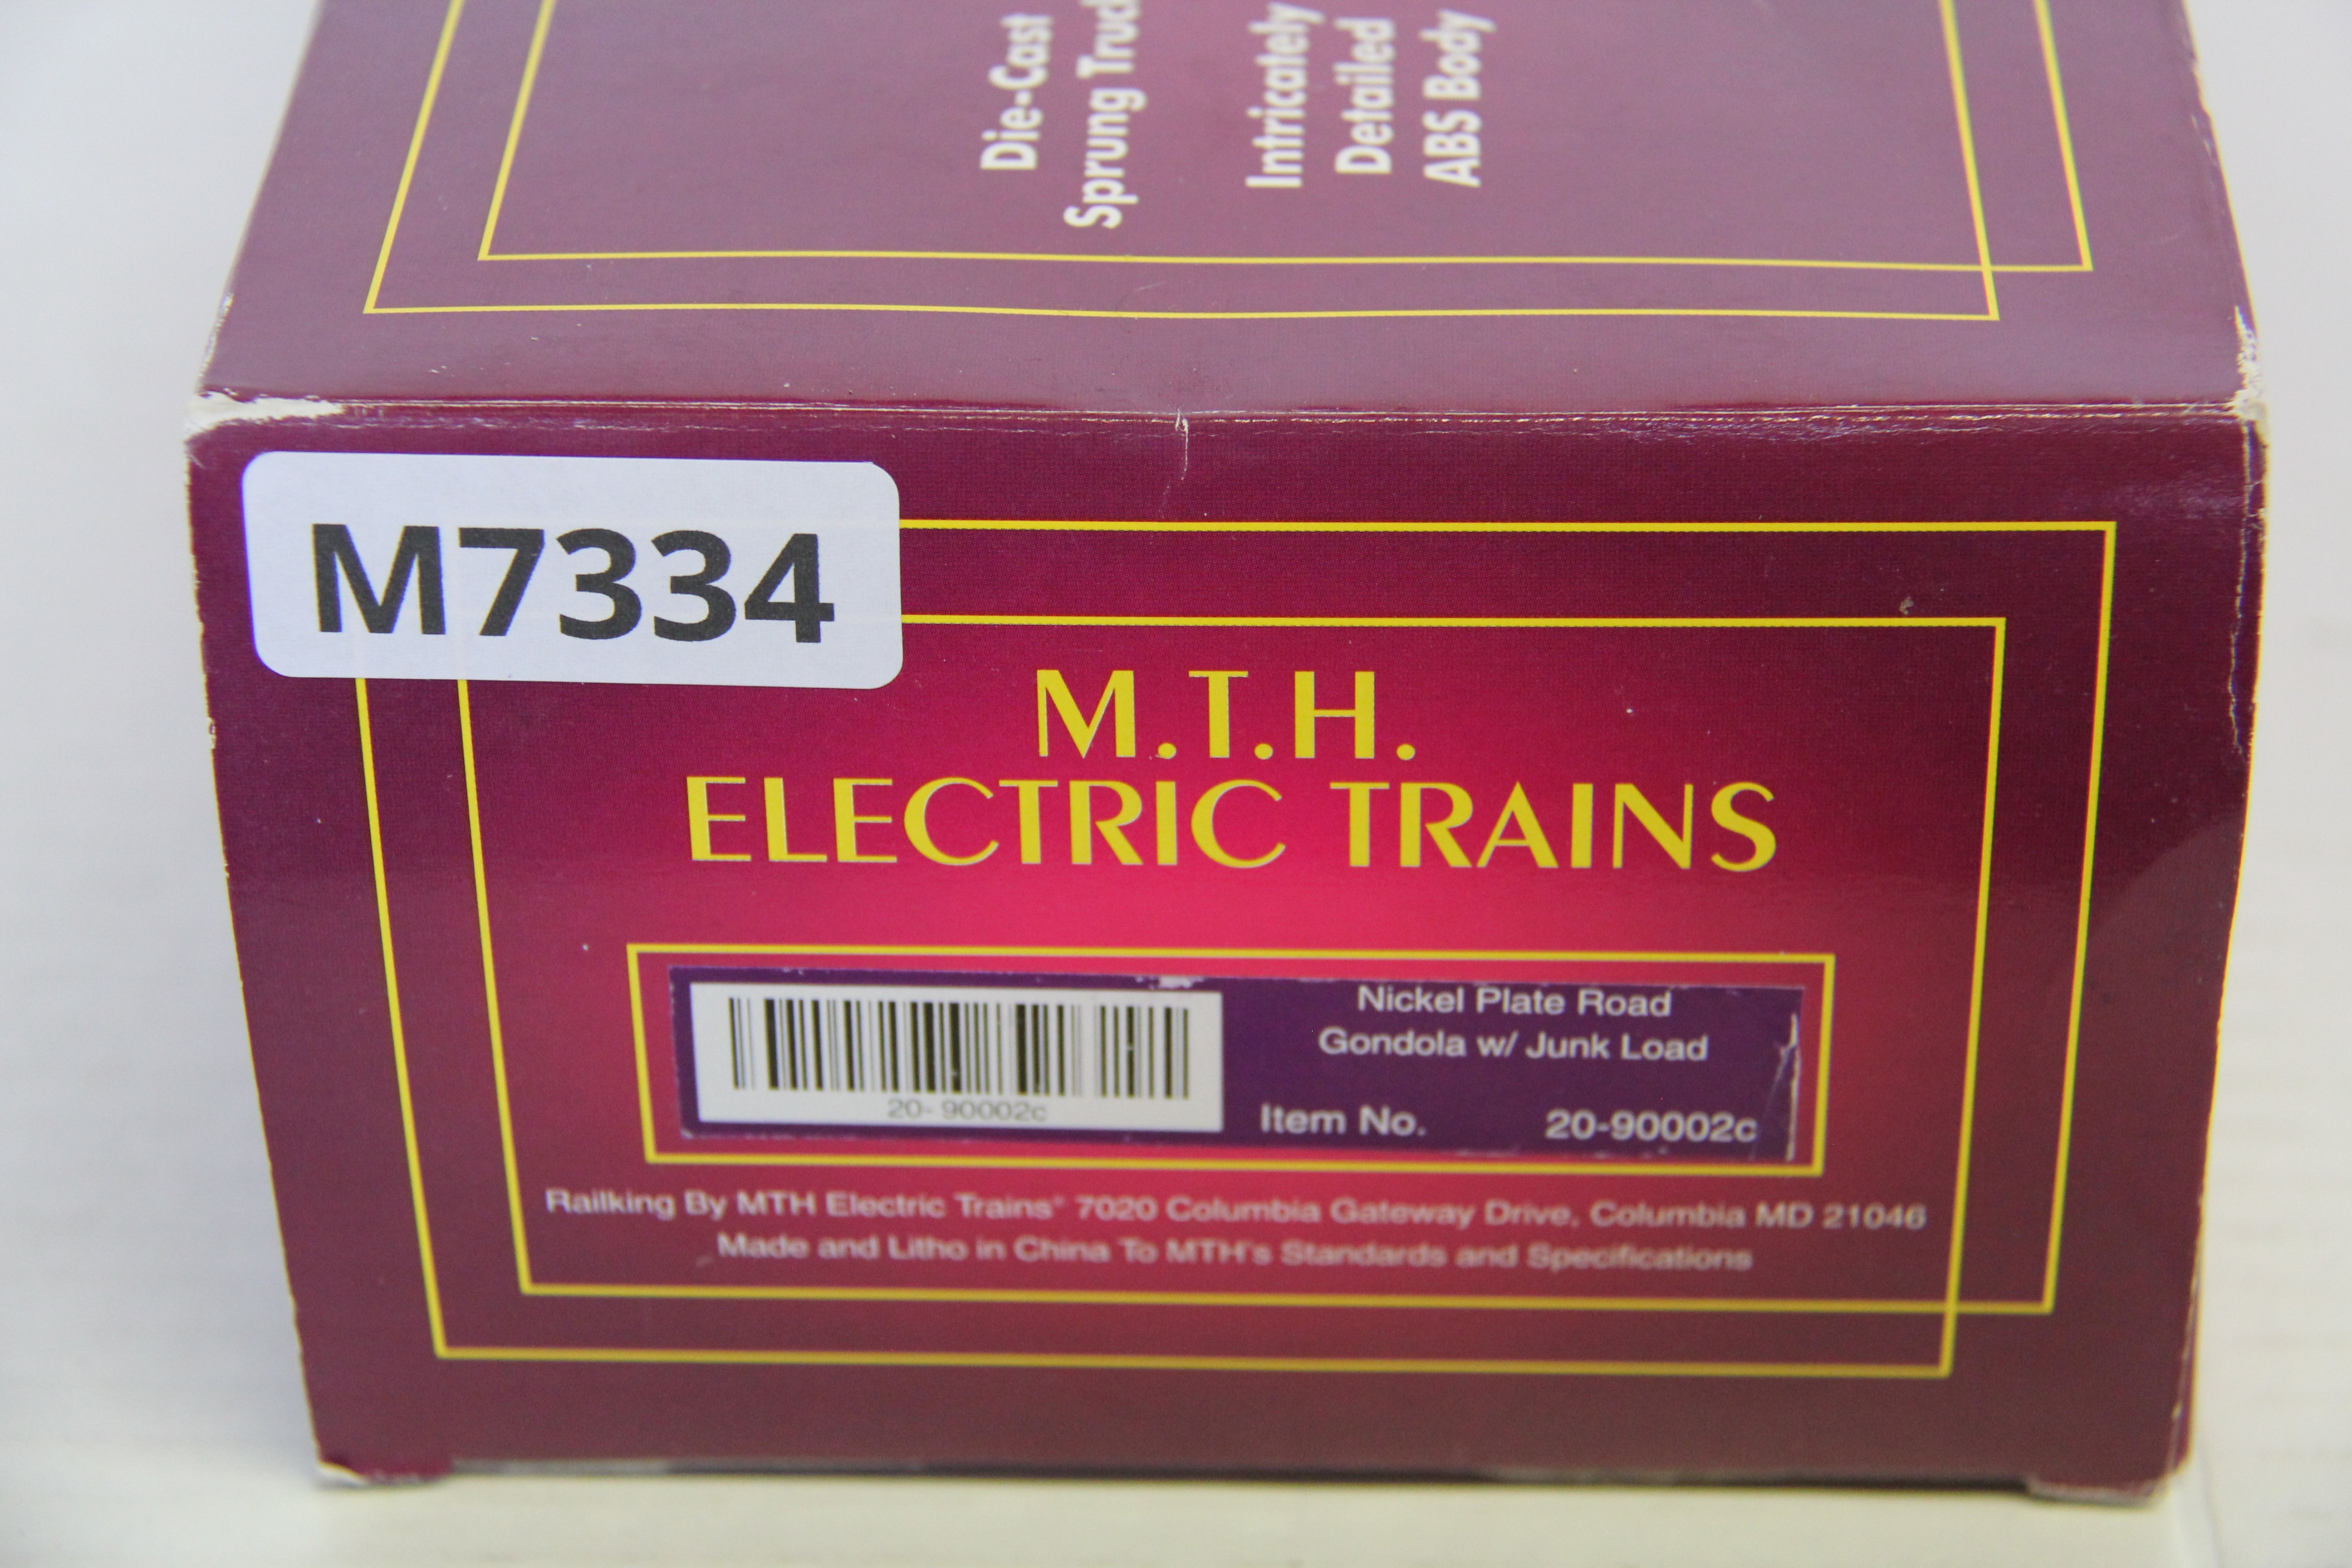 Die-Cast
Sprung Truck
Intricately
Detailed
ABS Body
M7334
M.T.H.
ELECTRIC TRAINS
20-90002c
Nickel Plate Road
Gondola w/ Junk Load
Item No. 20-90002c
Railking By MTH Electric Trains® 7020 Columbia Gateway Drive, Columbia MD 21046
Made and Litho in China To MTH's Standards and Specifications